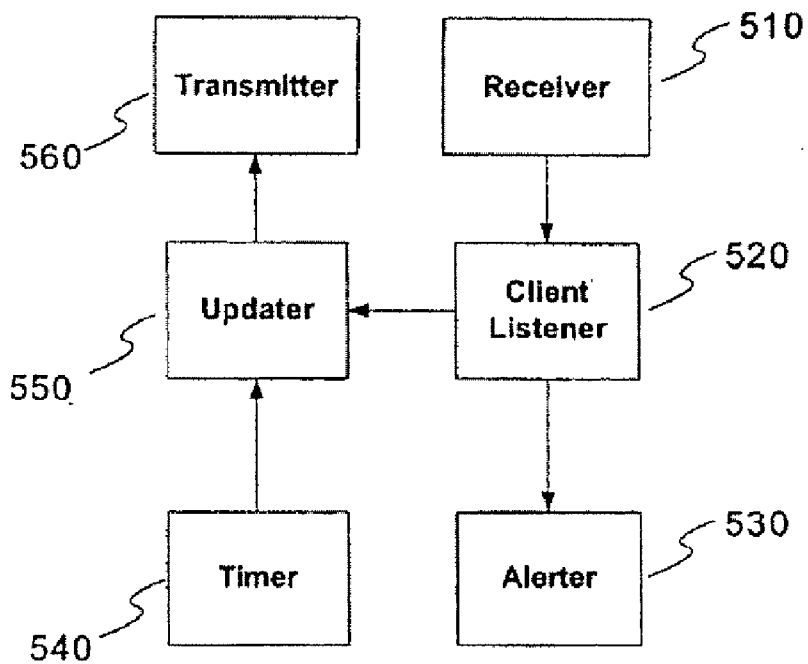 510
Transmitter
Receiver
560
520
Updater
Client
Listener
550
530
Timer
Alerter
540